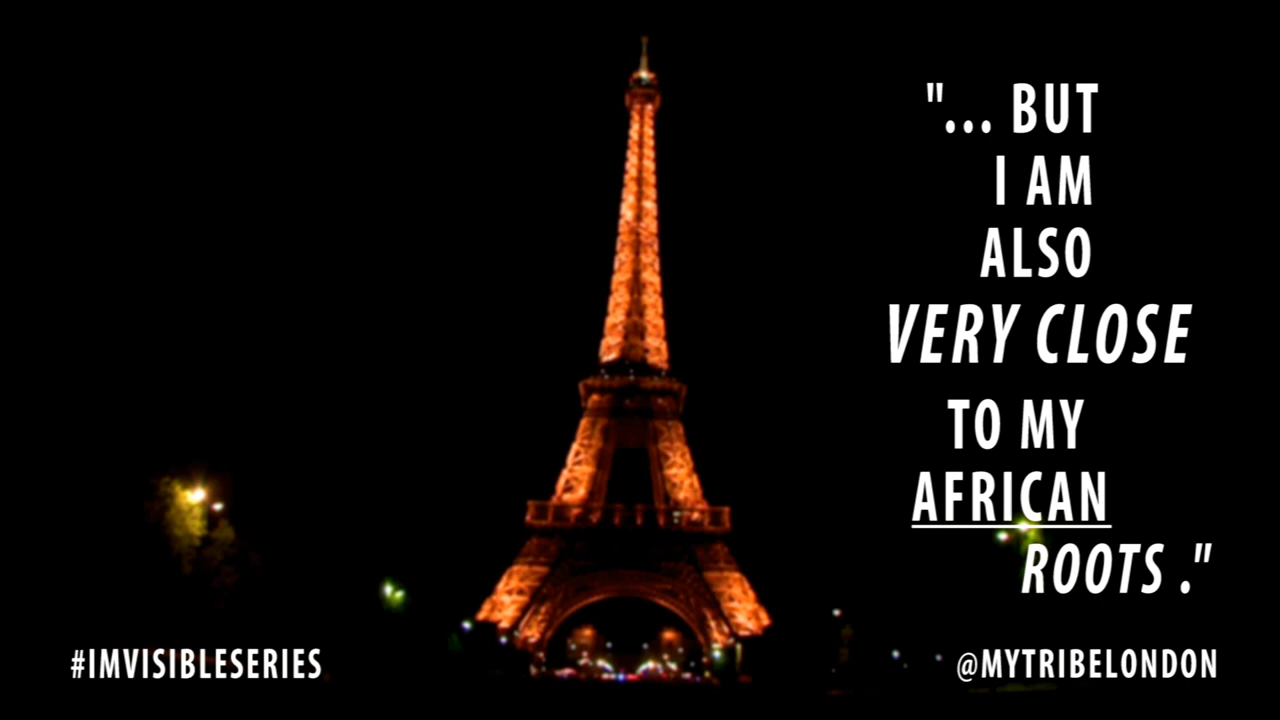 "... BUT
I AM
ALSO
VERY CLOSE
TO MY
AFRICAN
ROOTS ."
#IMVISIBLESERIES
@MYTRIBELONDON